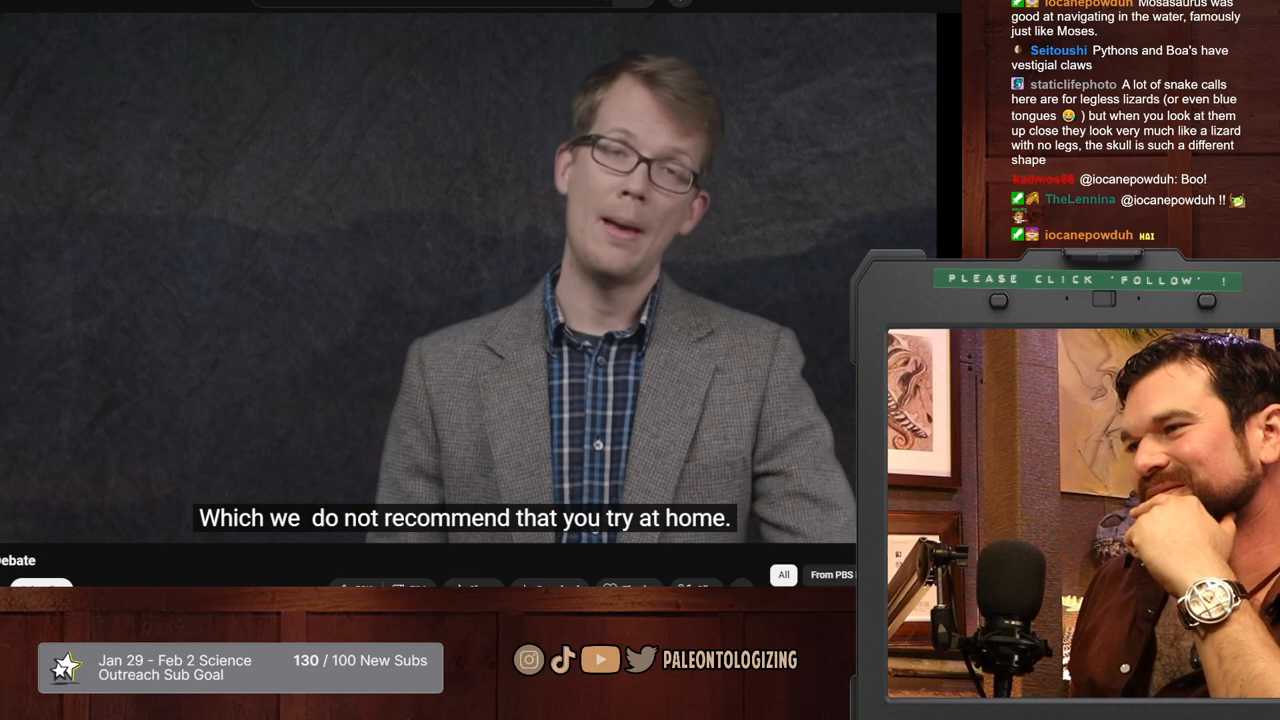 iocanepowduh Mosasaurus was
good at navigating in the water, famously
just like Moses.
Seitoushi Pythons and Boa's have
vestigial claws
staticlifephoto A lot of snake calls
here are for legless lizards (or even blue
tongues 😂 ) but when you look at them
up close they look very much like a lizard
with no legs, the skull is such a different
shape
kadmos86 @iocanepowduh: Boo!
TheLennina @iocanepowduh !!
iocanepowduh HAI
PLEASE CLICK 'FOLLOW' !
Which we do not recommend that you try at home.
ebate
All
From PBS
Jan 29 - Feb 2 Science
Outreach Sub Goal
130 / 100 New Subs
PALEONTOLOGIZING